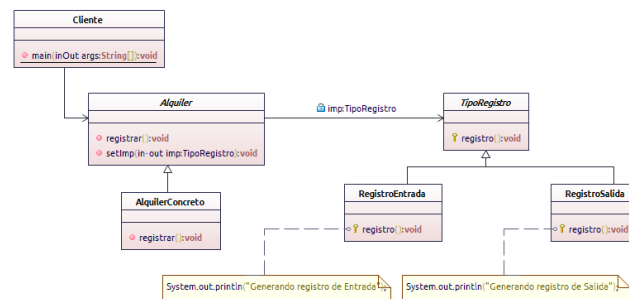 Cliente
main(inOut args:String[]):void
Alquiler
registrar():void
setImp(in-out imp:TipoRegistro):void
imp:TipoRegistro
TipoRegistro
registro():void
AlquilerConcreto
registrar():void
RegistroEntrada
registro():void
RegistroSalida
registro():void
System.out.println("Generando registro de Entrada");
System.out.println("Generando registro de Salida");